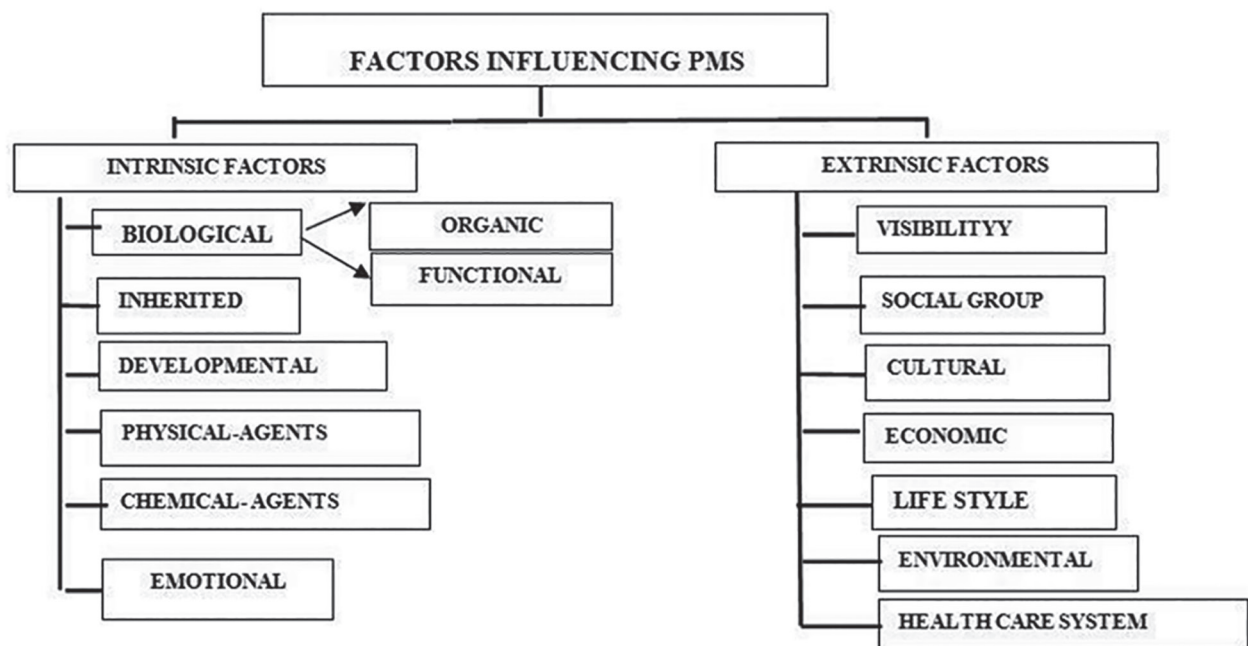 FACTORS INFLUENCING PMS
INTRINSIC FACTORS
BIOLOGICAL
ORGANIC
FUNCTIONAL
INHERITED
DEVELOPMENTAL
PHYSICAL-AGENTS
CHEMICAL- AGENTS
EMOTIONAL
EXTRINSIC FACTORS
VISIBILITYY
SOCIAL GROUP
CULTURAL
ECONOMIC
LIFE STYLE
ENVIRONMENTAL
HEALTH CARE SYSTEM